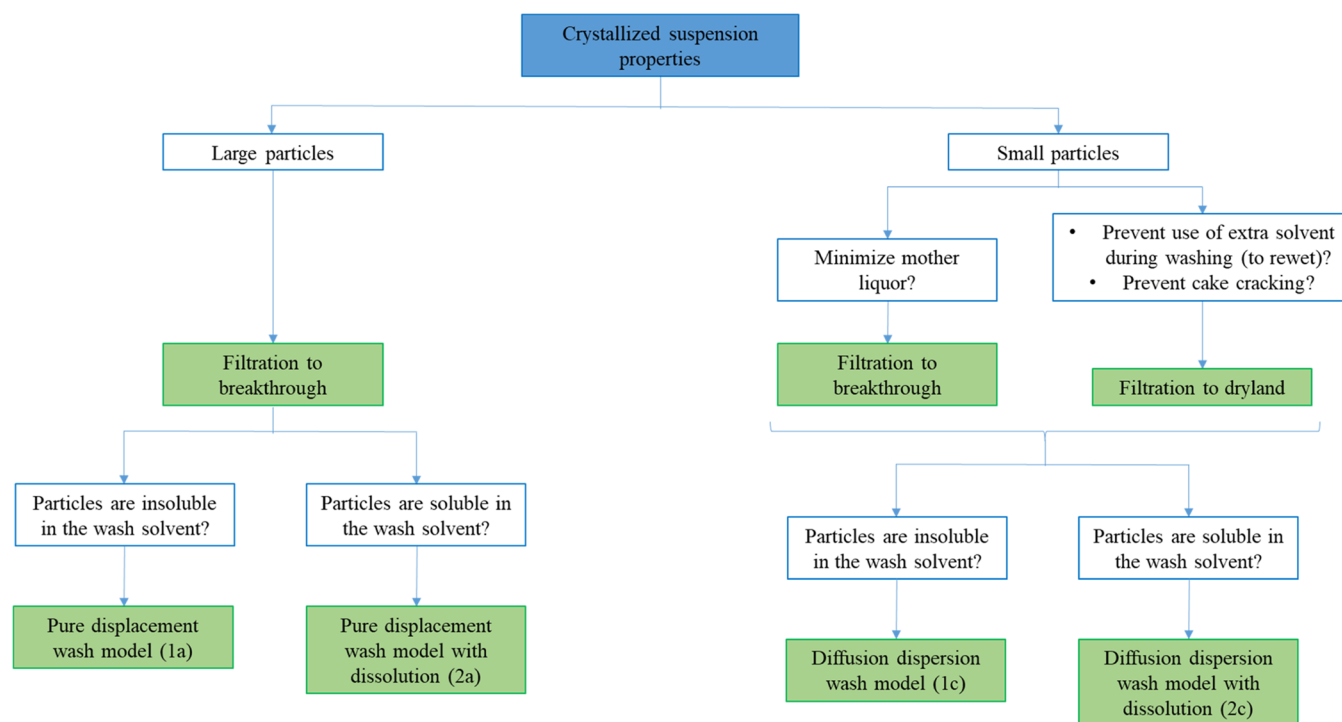 Crystallized suspension
properties
Large particles
Small particles
Minimize mother
liquor?
• Prevent use of extra solvent
during washing (to rewet)?
• Prevent cake cracking?
Filtration to
breakthrough
Filtration to
breakthrough
Filtration to dryland
Particles are insoluble
in the wash solvent?
Particles are soluble in
the wash solvent?
Particles are insoluble
in the wash solvent?
Particles are soluble in
the wash solvent?
Pure displacement
wash model (1a)
Pure displacement
wash model with
dissolution (2a)
Diffusion dispersion
wash model (1c)
Diffusion dispersion
wash model with
dissolution (2c)